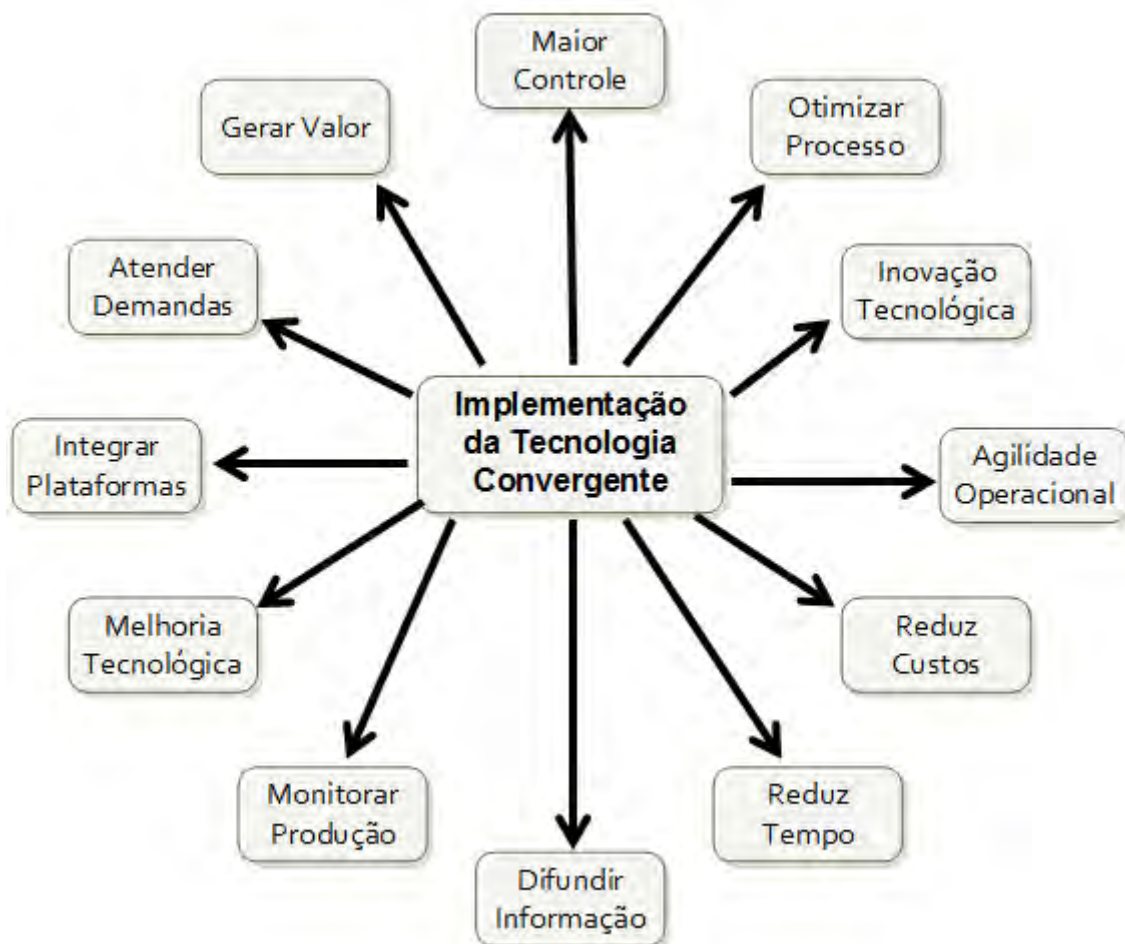 Maior
Controle
Otimizar
Processo
Gerar Valor
Atender
Demandas
Inovação
Tecnológica
Implementação
da Tecnologia
Convergente
Integrar
Plataformas
Agilidade
Operacional
Melhoria
Tecnológica
Reduz
Custos
Monitorar
Produção
Reduz
Tempo
Difundir
Informação